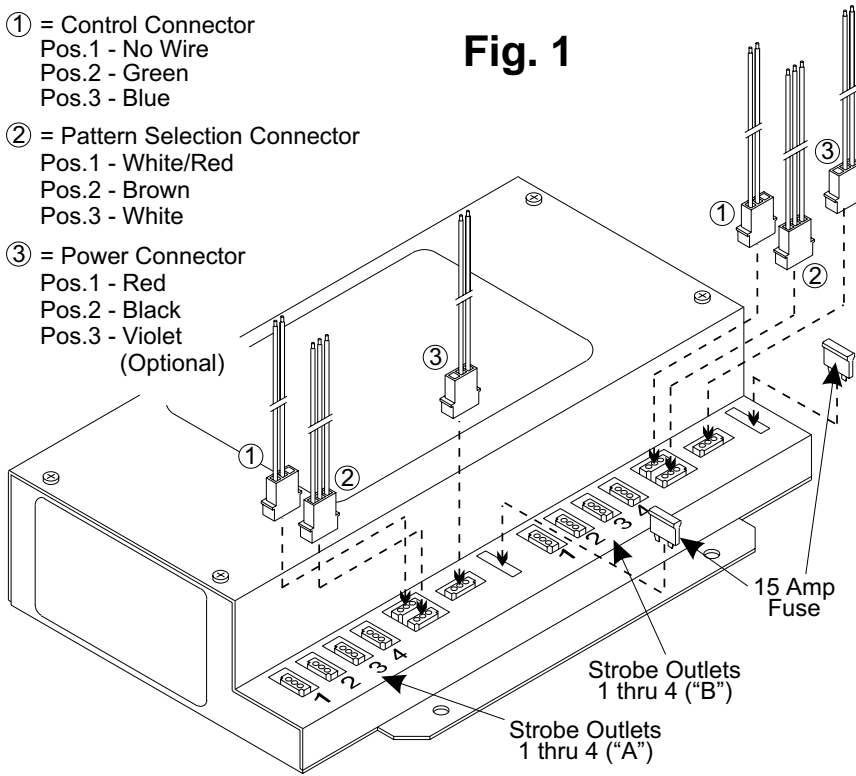 Fig. 1
① = Control Connector
Pos.1 - No Wire
Pos.2 - Green
Pos.3 - Blue
② = Pattern Selection Connector
Pos.1 - White/Red
Pos.2 - Brown
Pos.3 - White
③ = Power Connector
Pos.1 - Red
Pos.2 - Black
Pos.3 - Violet
(Optional)
①
②
③
①
②
③
1
2
3
4
1
2
3
4
15 Amp
Fuse
Strobe Outlets
1 thru 4 (“B”)
Strobe Outlets
1 thru 4 (“A”)